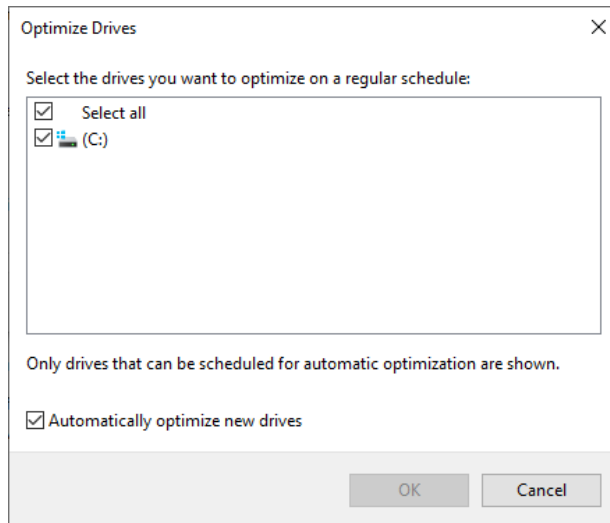 Optimize Drives
Select the drives you want to optimize on a regular schedule:
Select all
(C:)
Only drives that can be scheduled for automatic optimization are shown.
Automatically optimize new drives
OK Cancel